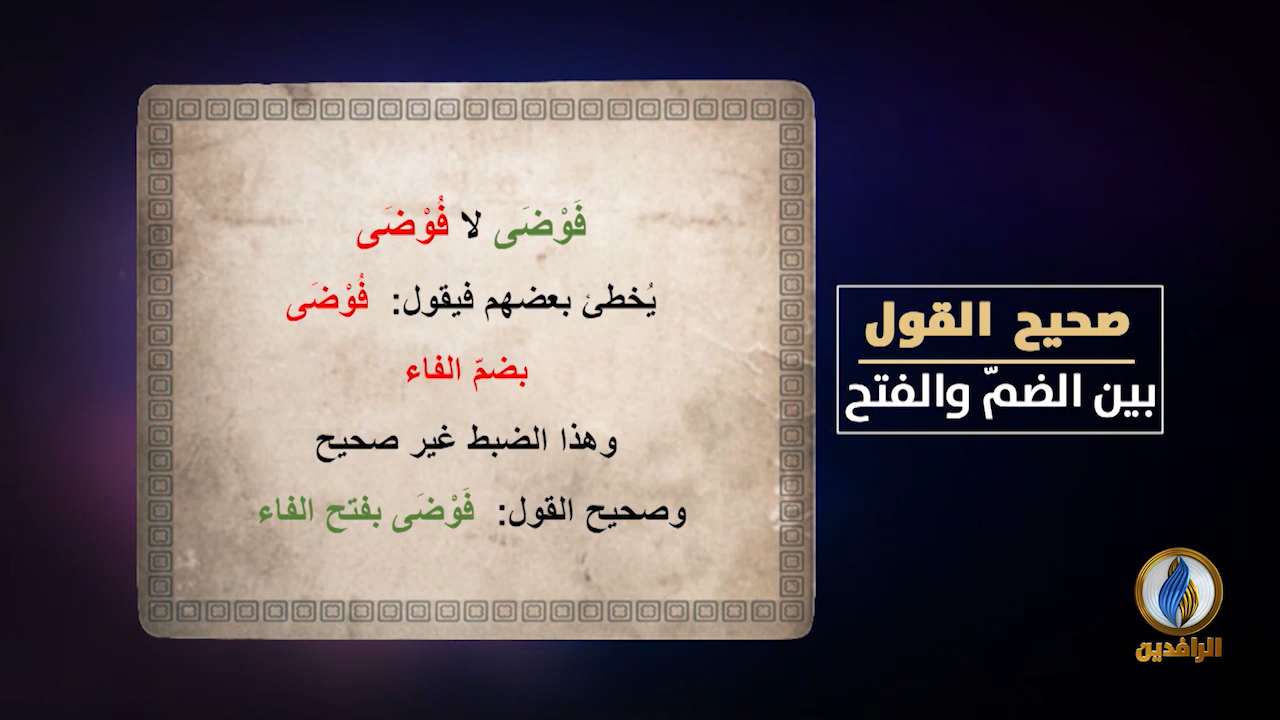 فَوْضَى لا فُوْضَى
يُخطئ بعضهم فيقول: فُوْضَى
بضمّ الفاء
وهذا الضبط غير صحيح
وصحيح القول: فَوْضَى بفتح الفاء
صحيح القول
بين الضمّ والفتح
الرافدين